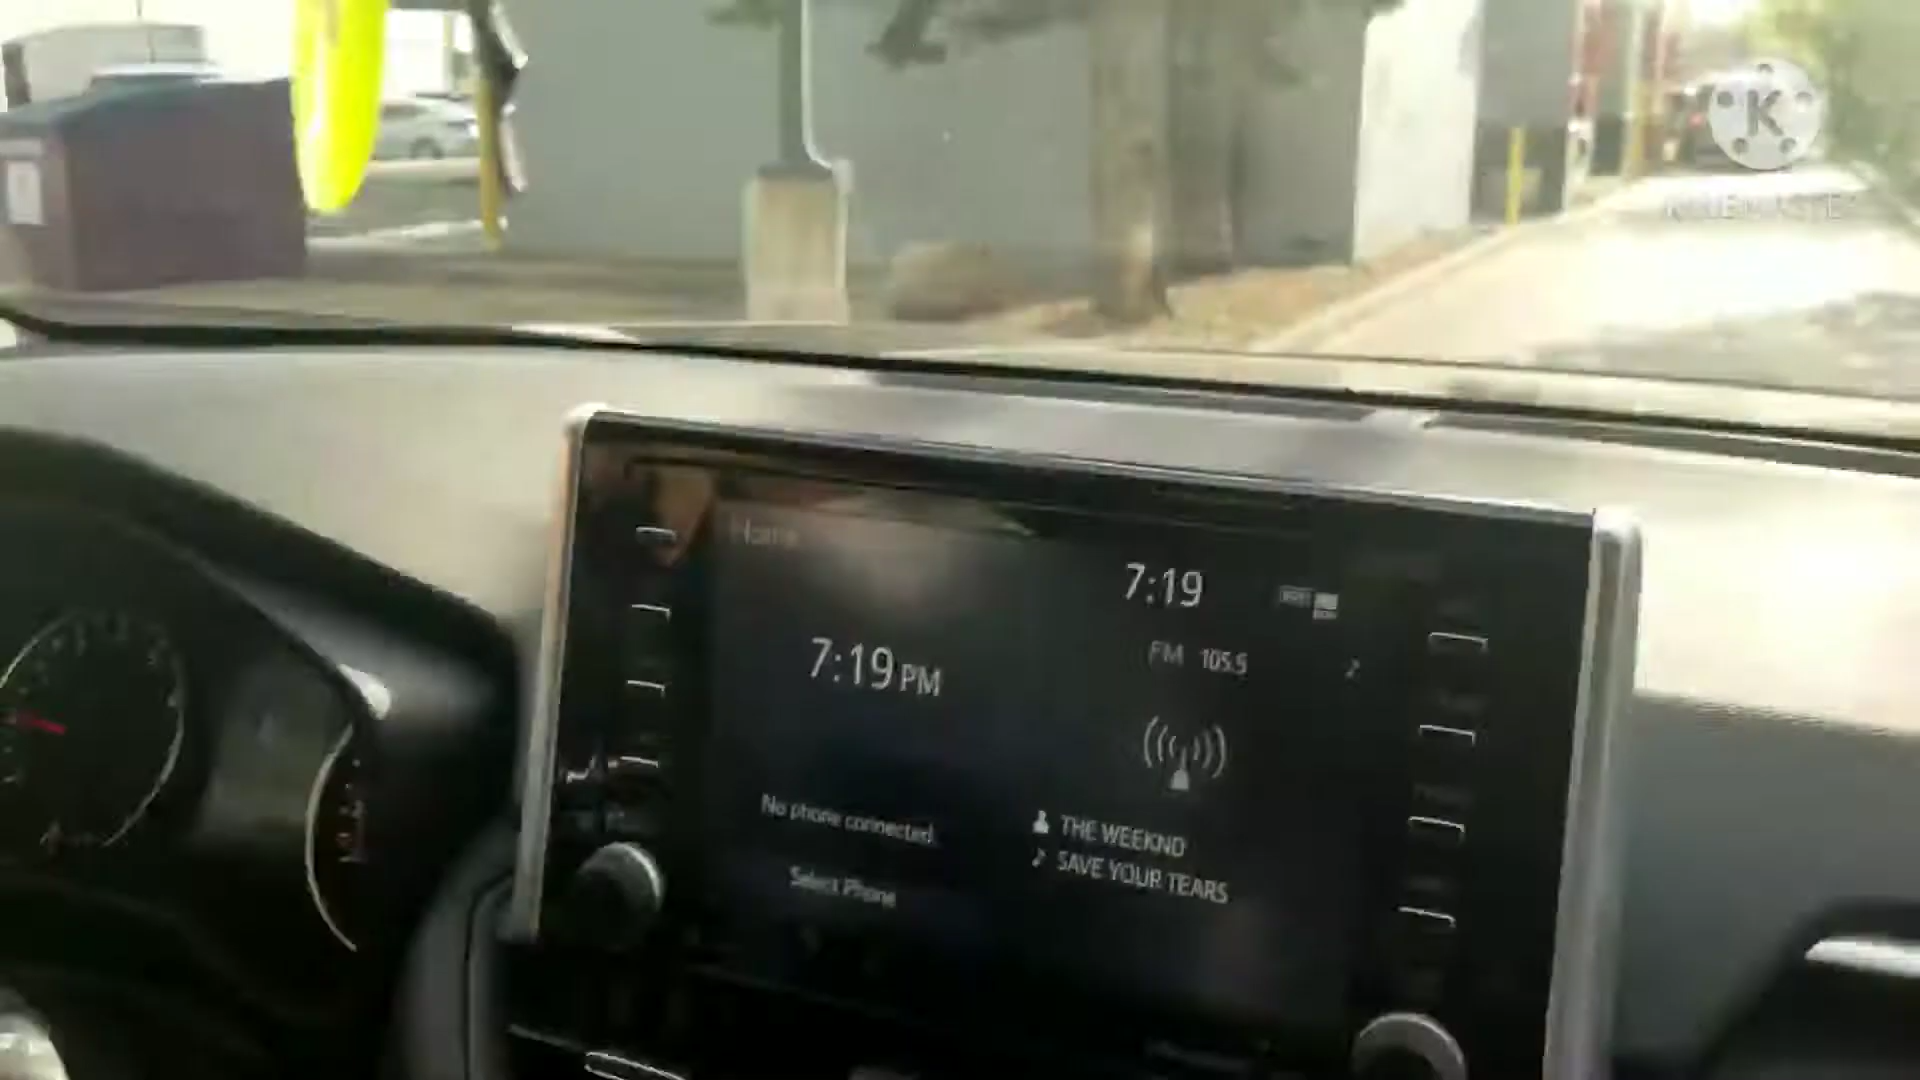 K
KINEMASTER
Home
7:19
7:19 PM
FM 105.5
No phone connected.
Select Phone
THE WEEKND
SAVE YOUR TEARS